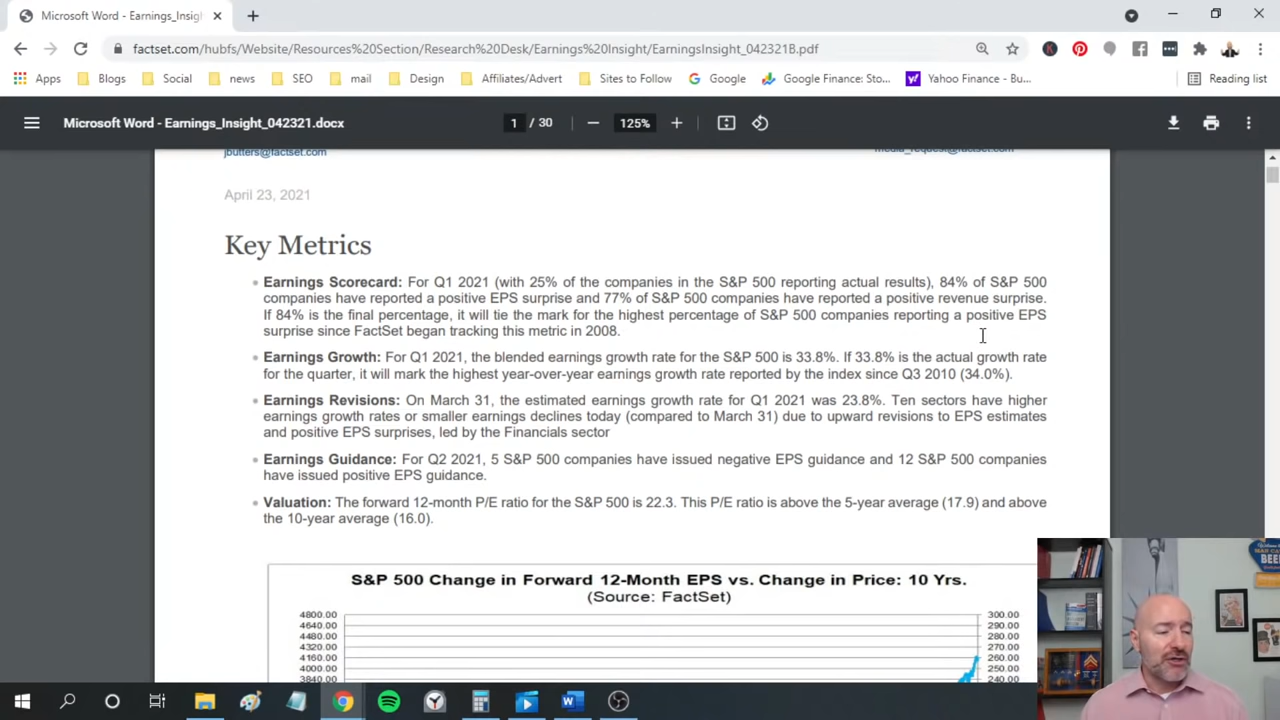 Microsoft Word - Earnings_Insig
factset.com/hubfs/Website/Resources%20Section/Research%20Desk/Earnings%20Insight/EarningsInsight_042321B.pdf
Apps Blogs Social news SEO mail Design Affiliates/Advert Sites to Follow Google Google Finance: Sto... Yahoo Finance - Bu... Reading list
Microsoft Word - Earnings_Insight_042321.docx 1 / 30 125%
jbutters@factset.com media_request@factset.com
April 23, 2021
Key Metrics
Earnings Scorecard: For Q1 2021 (with 25% of the companies in the S&P 500 reporting actual results), 84% of S&P 500
companies have reported a positive EPS surprise and 77% of S&P 500 companies have reported a positive revenue surprise.
If 84% is the final percentage, it will tie the mark for the highest percentage of S&P 500 companies reporting a positive EPS
surprise since FactSet began tracking this metric in 2008.
Earnings Growth: For Q1 2021, the blended earnings growth rate for the S&P 500 is 33.8%. If 33.8% is the actual growth rate
for the quarter, it will mark the highest year-over-year earnings growth rate reported by the index since Q3 2010 (34.0%).
Earnings Revisions: On March 31, the estimated earnings growth rate for Q1 2021 was 23.8%. Ten sectors have higher
earnings growth rates or smaller earnings declines today (compared to March 31) due to upward revisions to EPS estimates
and positive EPS surprises, led by the Financials sector
Earnings Guidance: For Q2 2021, 5 S&P 500 companies have issued negative EPS guidance and 12 S&P 500 companies
have issued positive EPS guidance.
Valuation: The forward 12-month P/E ratio for the S&P 500 is 22.3. This P/E ratio is above the 5-year average (17.9) and above
the 10-year average (16.0).
S&P 500 Change in Forward 12-Month EPS vs. Change in Price: 10 Yrs.
(Source: FactSet)
4800.00 300.00
4640.00 290.00
4480.00 280.00
4320.00 270.00
4160.00 260.00
4000.00 250.00
3840.00 240.00